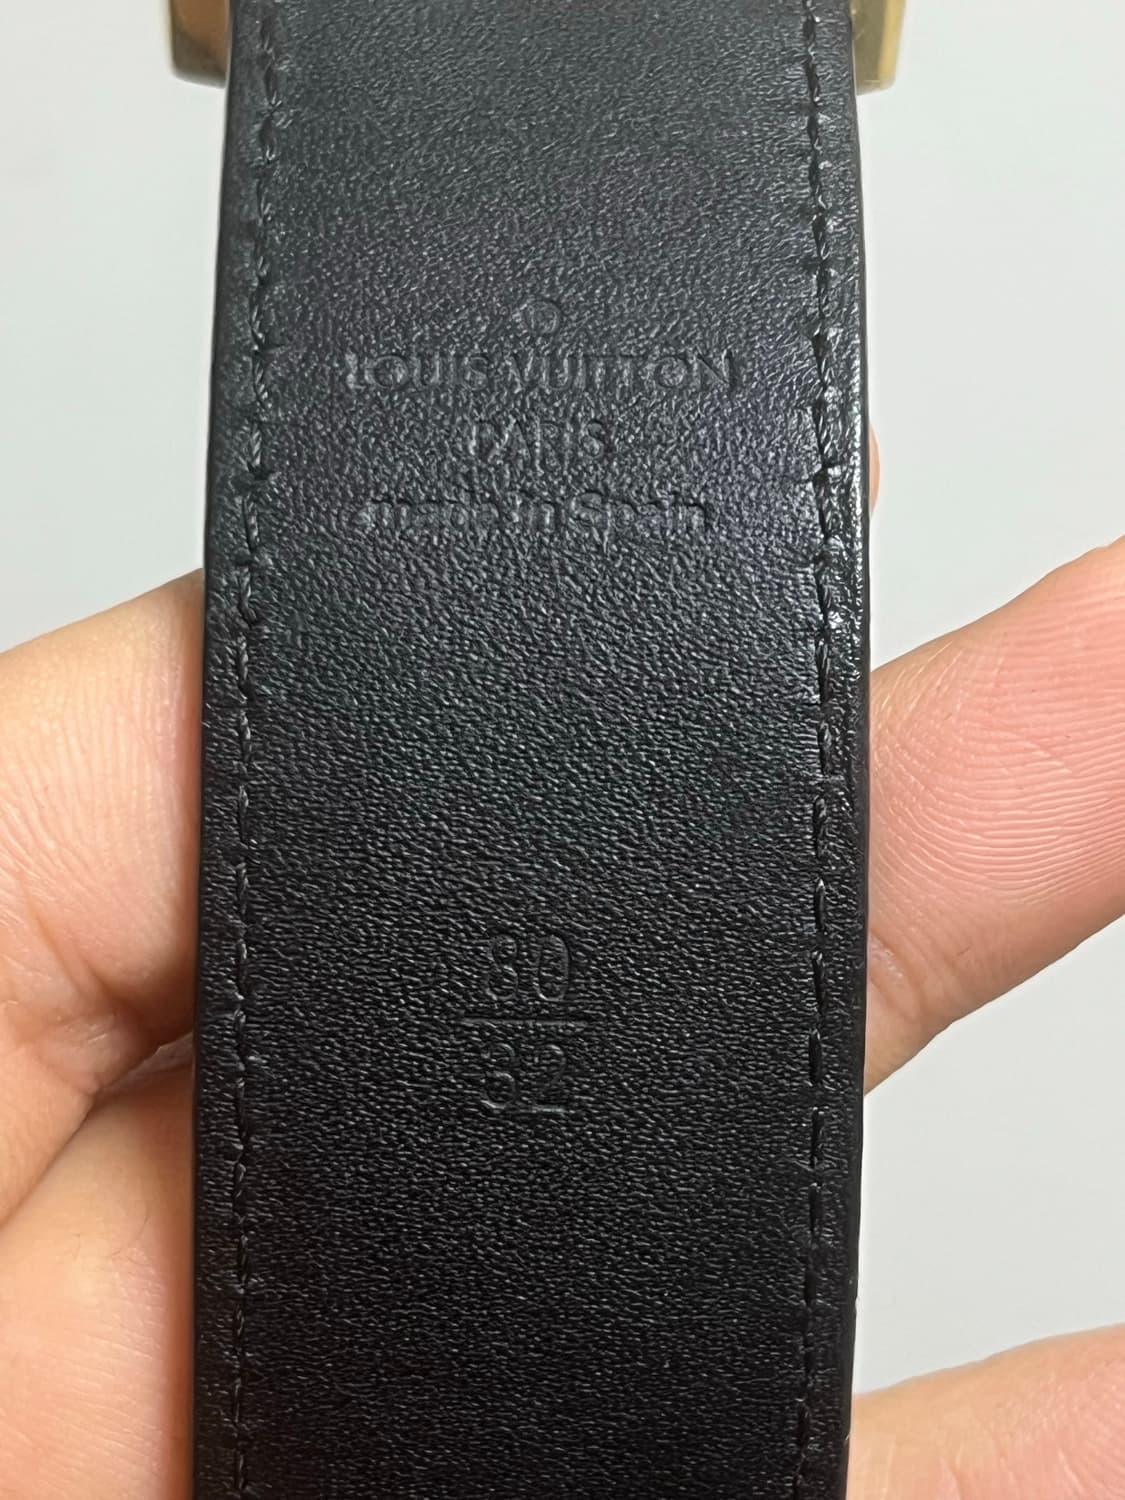 LOUIS VUITTON
PARIS
made in Spain
80
32